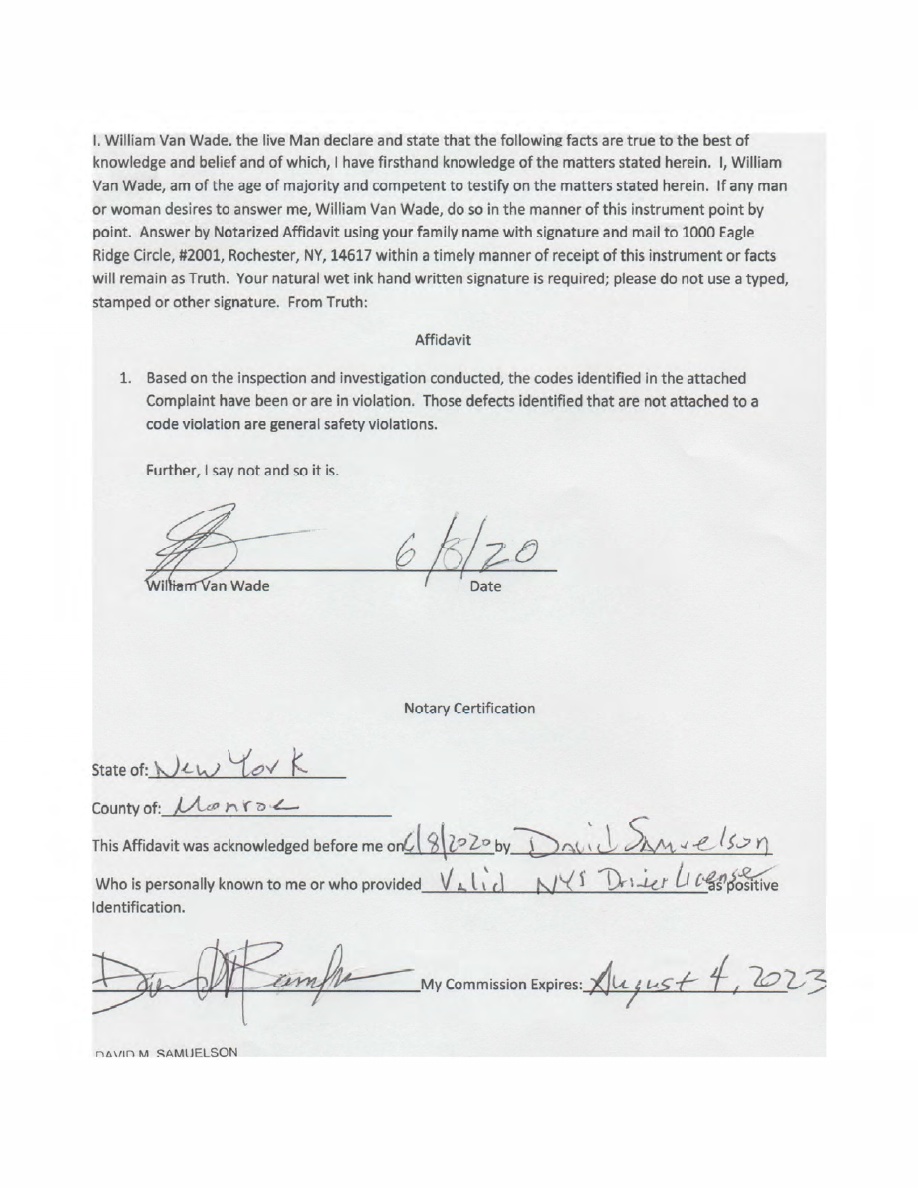 I, William Van Wade, the live Man declare and state that the following facts are true to the best of
knowledge and belief and of which, I have firsthand knowledge of the matters stated herein. I, William
Van Wade, am of the age of majority and competent to testify on the matters stated herein. If any man
or woman desires to answer me, William Van Wade, do so in the manner of this instrument point by
point. Answer by Notarized Affidavit using your family name with signature and mail to 1000 Eagle
Ridge Circle, #2001, Rochester, NY, 14617 within a timely manner of receipt of this instrument or facts
will remain as Truth. Your natural wet ink hand written signature is required; please do not use a typed,
stamped or other signature. From Truth:
Affidavit
1. Based on the inspection and investigation conducted, the codes identified in the attached
Complaint have been or are in violation. Those defects identified that are not attached to a
code violation are general safety violations.
Further, I say not and so it is.
6/8/20
William Van Wade Date
Notary Certification
State of: New York
County of: Monroe
This Affidavit was acknowledged before me on 6/8/2020 by David Samuelson
Who is personally known to me or who provided Valid NYS Driver License as positive
Identification.
My Commission Expires: August 4, 2023
DAVID M. SAMUELSON